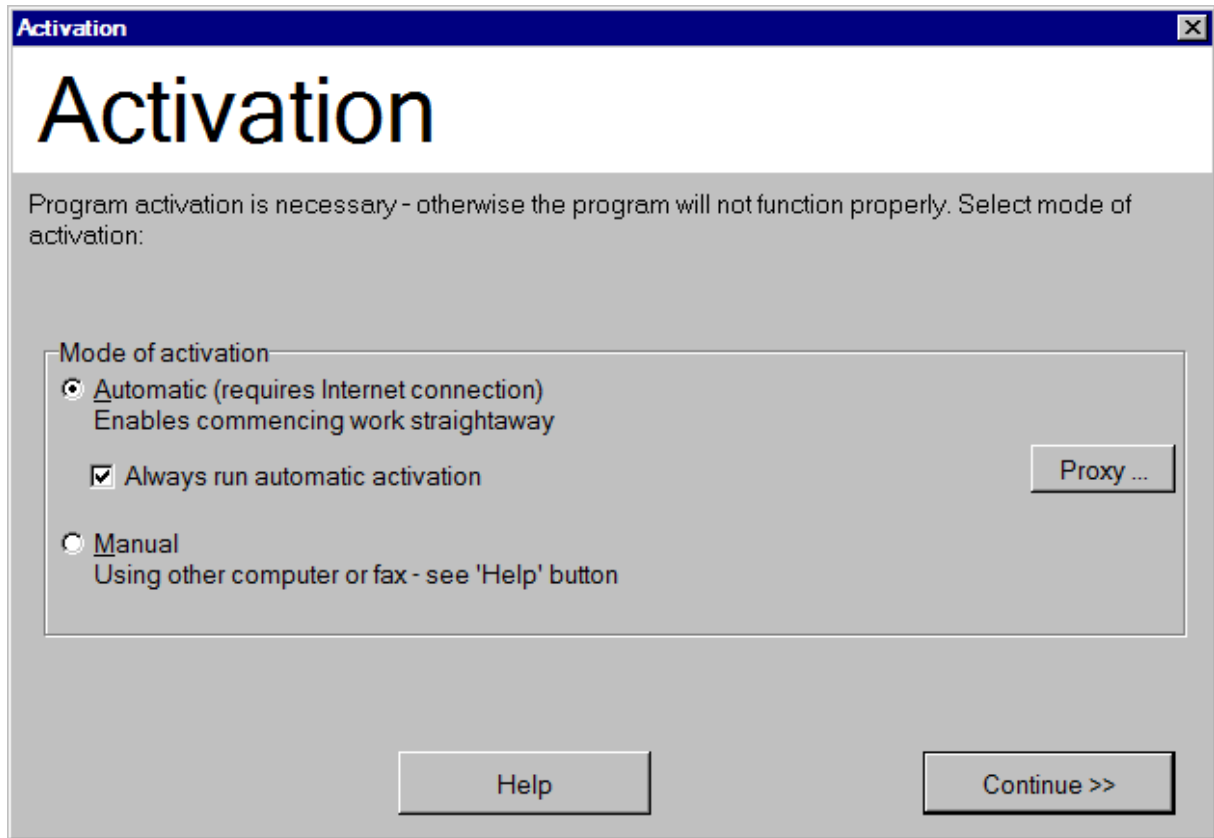 Activation
Activation
Program activation is necessary - otherwise the program will not function properly. Select mode of
activation:
Mode of activation
Automatic (requires Internet connection)
Enables commencing work straightaway
Always run automatic activation
Proxy ...
Manual
Using other computer or fax - see 'Help' button
Help
Continue >>